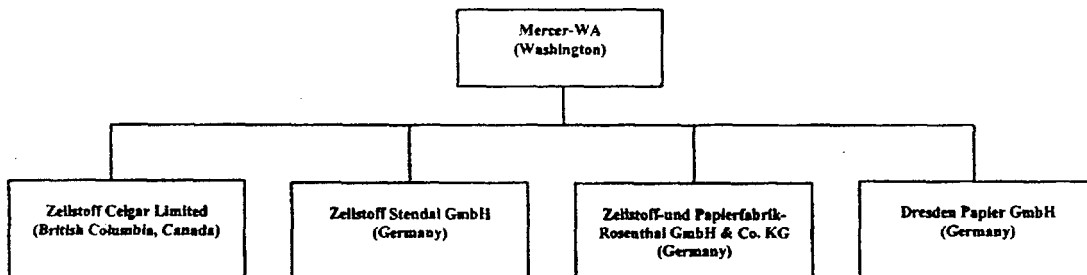 Mercer-WA
(Washington)
Zellstoff Celgar Limited
(British Columbia, Canada)
Zellstoff Stendal GmbH
(Germany)
Zellstoff-und Papierfabrik-
Rosenthal GmbH & Co. KG
(Germany)
Dresden Papier GmbH
(Germany)